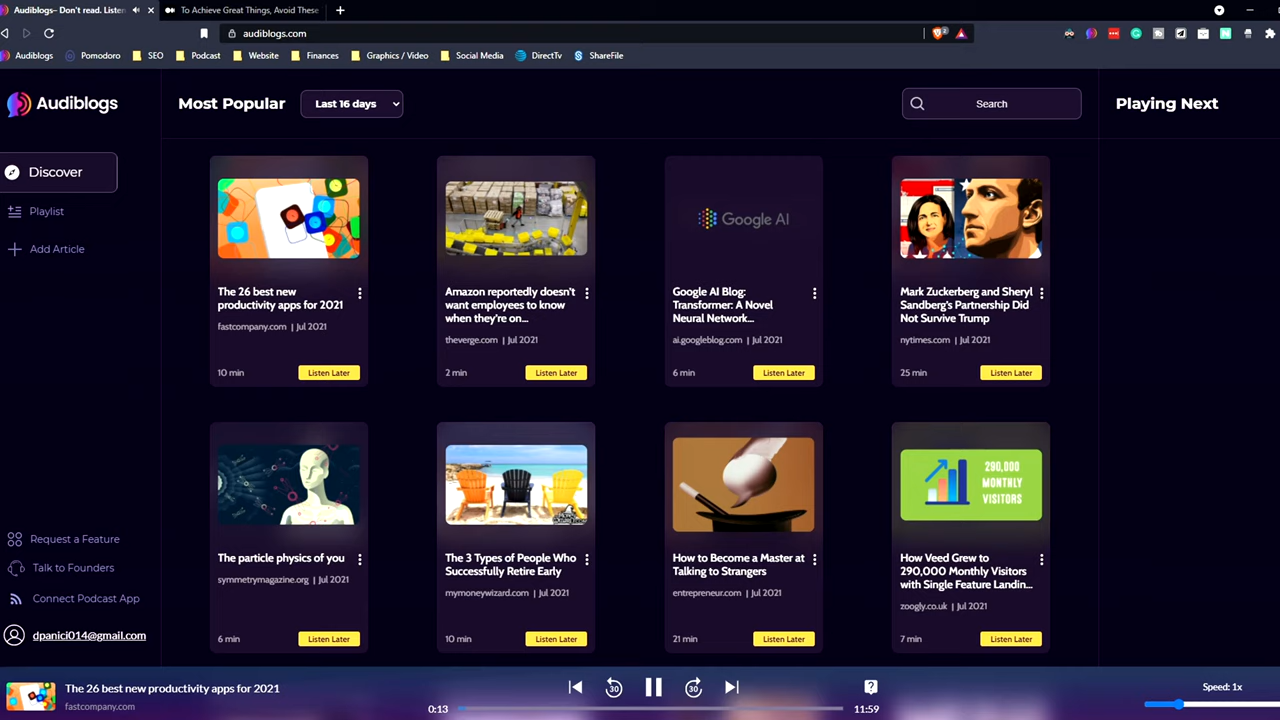 Audiblogs– Don't read. Listen
To Achieve Great Things, Avoid These
audiblogs.com
2
Audiblogs
Pomodoro
SEO
Podcast
Website
Finances
Graphics / Video
Social Media
DirectTv
ShareFile
Audiblogs
Most Popular
Last 16 days
Search
Playing Next
Discover
Playlist
Add Article
The 26 best new
productivity apps for 2021
fastcompany.com | Jul 2021
10 min
Listen Later
Amazon reportedly doesn't
want employees to know
when they're on...
theverge.com | Jul 2021
2 min
Listen Later
Google AI
Google AI Blog:
Transformer: A Novel
Neural Network...
ai.googleblog.com | Jul 2021
6 min
Listen Later
Mark Zuckerberg and Sheryl
Sandberg's Partnership Did
Not Survive Trump
nytimes.com | Jul 2021
25 min
Listen Later
The particle physics of you
symmetrymagazine.org | Jul 2021
6 min
Listen Later
The 3 Types of People Who
Successfully Retire Early
mymoneywizard.com | Jul 2021
10 min
Listen Later
How to Become a Master at
Talking to Strangers
entrepreneur.com | Jul 2021
21 min
Listen Later
290,000
MONTHLY
VISITORS
How Veed Grew to
290,000 Monthly Visitors
with Single Feature Landin...
zoogly.co.uk | Jul 2021
7 min
Listen Later
Request a Feature
Talk to Founders
Connect Podcast App
dpanici014@gmail.com
The 26 best new productivity apps for 2021
fastcompany.com
30
30
0:13
11:59
Speed: 1x